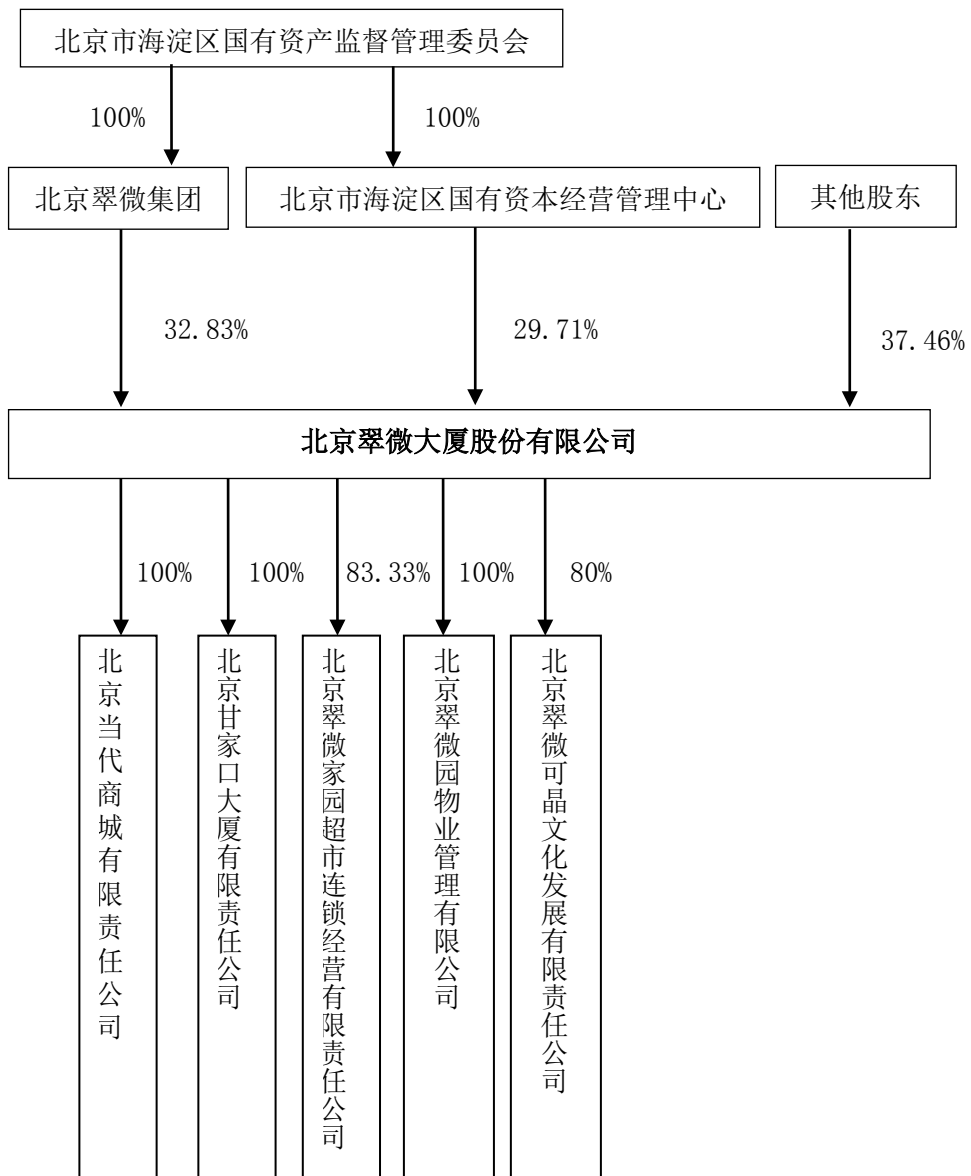 北京市海淀区国有资产监督管理委员会
100%
100%
北京翠微集团
北京市海淀区国有资本经营管理中心
其他股东
32.83%
29.71%
37.46%
北京翠微大厦股份有限公司
100%
100%
83.33%
100%
80%
北京当代商城有限责任公司
北京甘家口大厦有限责任公司
北京翠微家园超市连锁经营有限责任公司
北京翠微园物业管理有限公司
北京翠微可晶文化发展有限责任公司